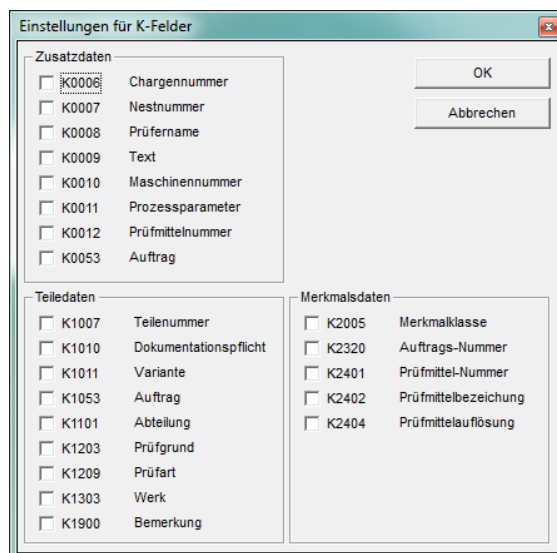 Einstellungen für K-Felder
Zusatzdaten
K0006 Chargennummer
K0007 Nestnummer
K0008 Prüfername
K0009 Text
K0010 Maschinennummer
K0011 Prozessparameter
K0012 Prüfmittelnummer
K0053 Auftrag
OK
Abbrechen
Teiledaten
K1007 Teilenummer
K1010 Dokumentationspflicht
K1011 Variante
K1053 Auftrag
K1101 Abteilung
K1203 Prüfgrund
K1209 Prüfart
K1303 Werk
K1900 Bemerkung
Merkmalsdaten
K2005 Merkmalklasse
K2320 Auftrags-Nummer
K2401 Prüfmittel-Nummer
K2402 Prüfmittelbezeichung
K2404 Prüfmittelauflösung